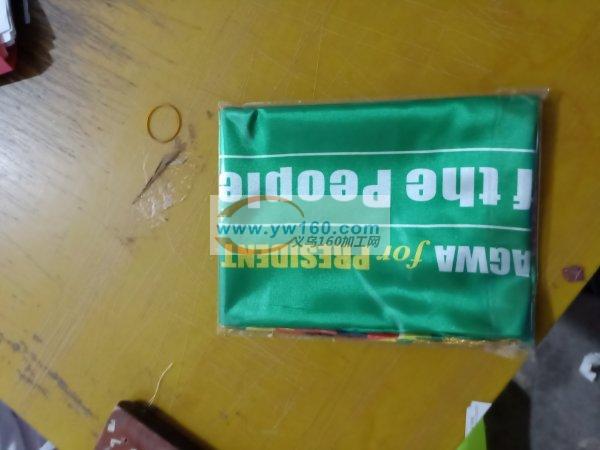 AGWA for PRESIDENT
f the People
www.yw160.com
义乌160加工网